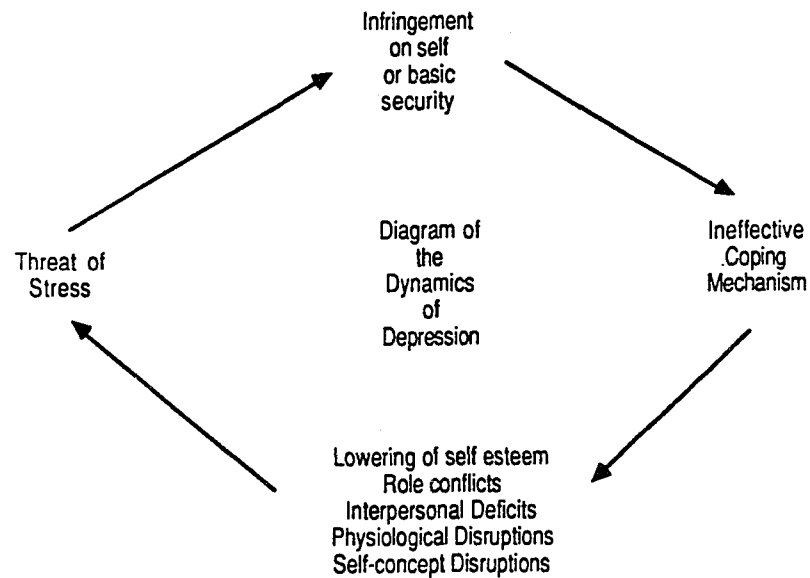 Infringement
on self
or basic
security
Threat of
Stress
Diagram of
the
Dynamics
of
Depression
Ineffective
.Coping
Mechanism
Lowering of self esteem
Role conflicts
Interpersonal Deficits
Physiological Disruptions
Self-concept Disruptions